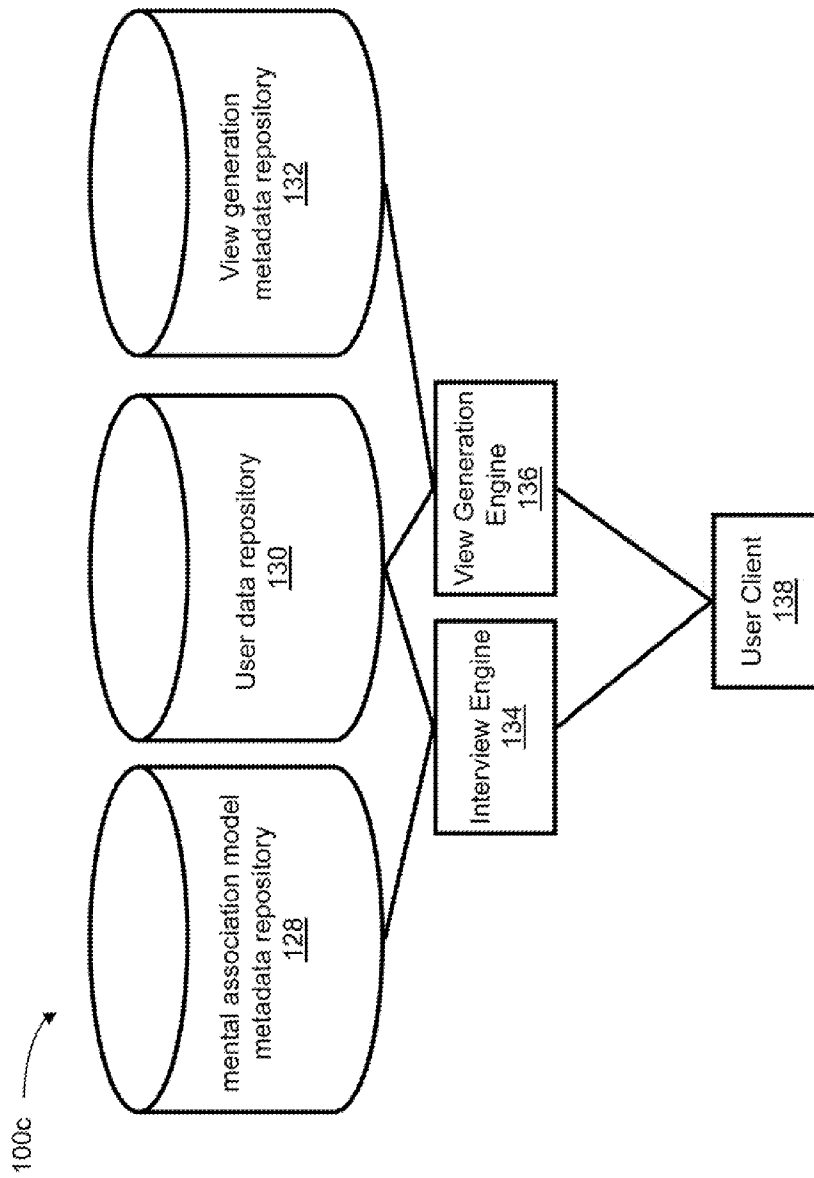 100c
mental association model
metadata repository
128
User data repository
130
View generation
metadata repository
132
Interview Engine
134
View Generation
Engine
136
User Client
138